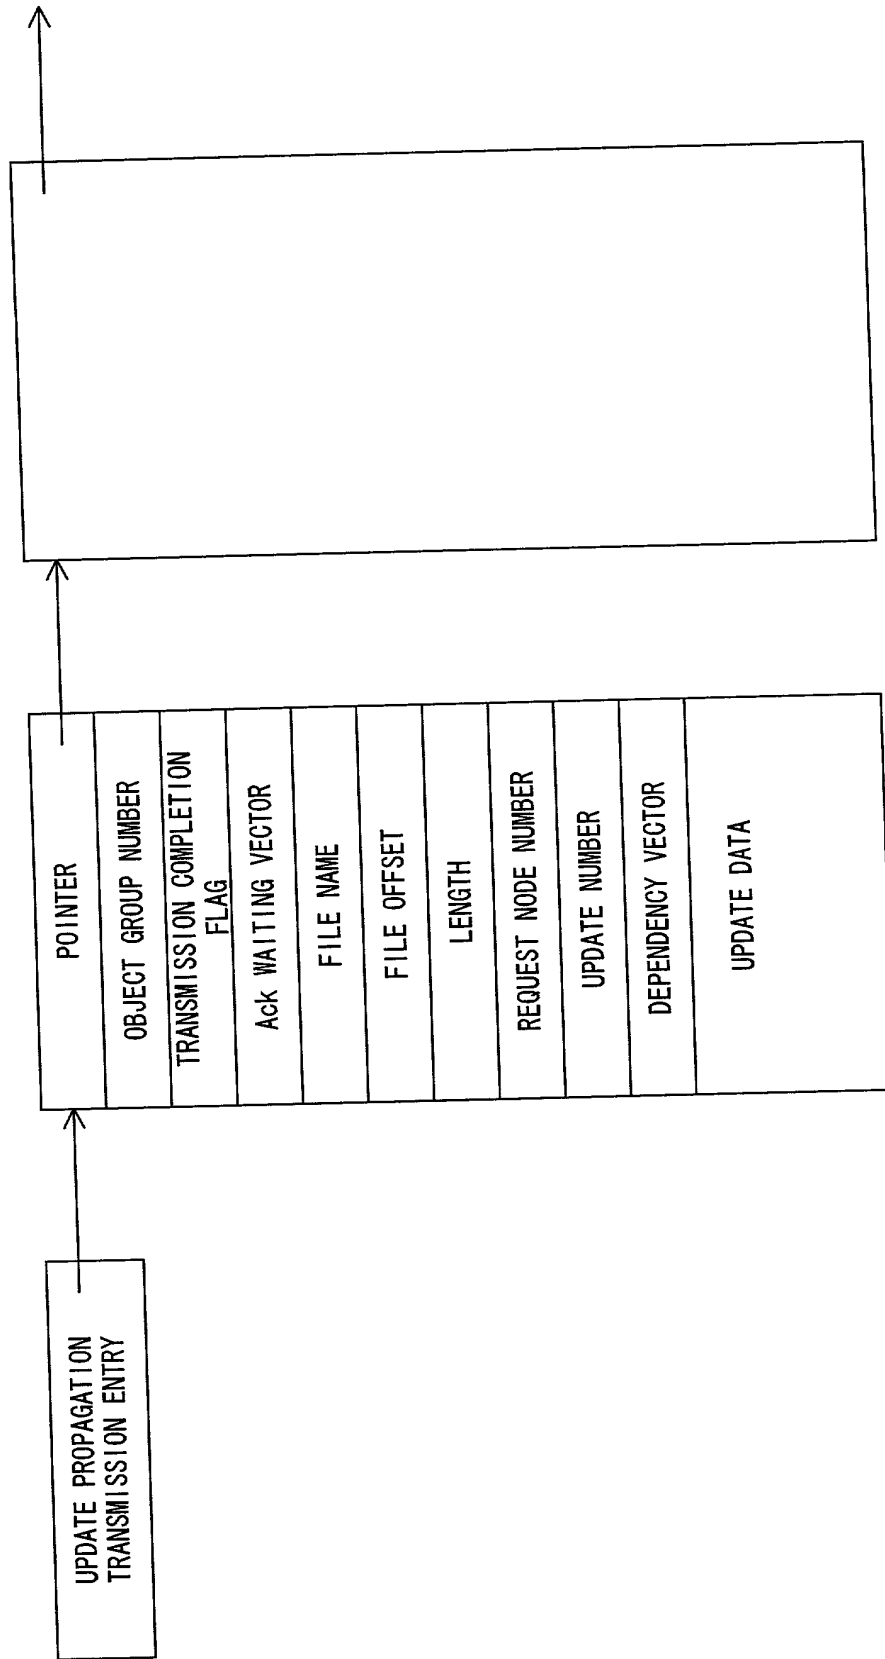 UPDATE PROPAGATION
TRANSMISSION ENTRY
POINTER
OBJECT GROUP NUMBER
TRANSMISSION COMPLETION
FLAG
Ack WAITING VECTOR
FILE NAME
FILE OFFSET
LENGTH
REQUEST NODE NUMBER
UPDATE NUMBER
DEPENDENCY VECTOR
UPDATE DATA